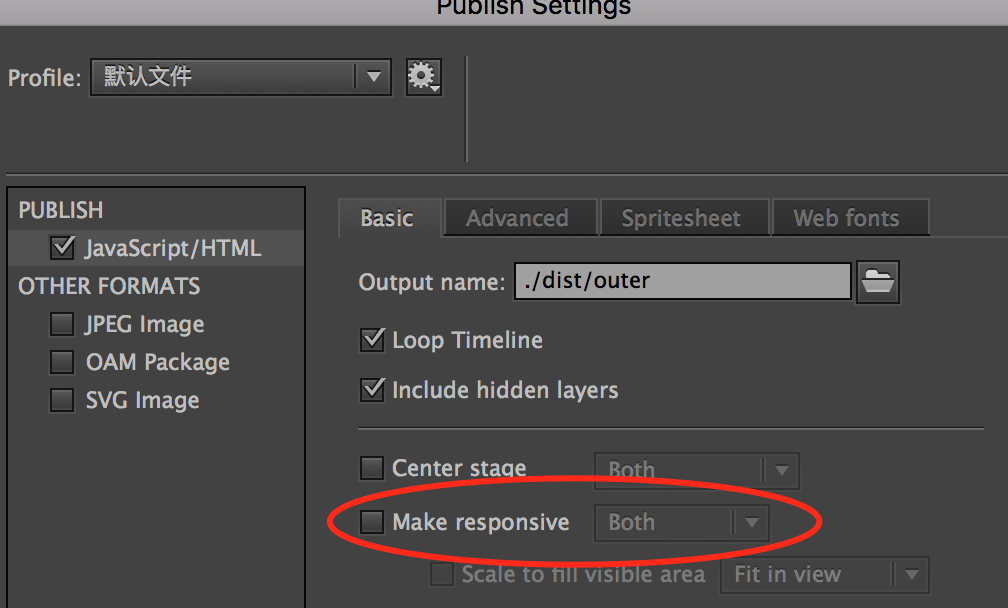 Publish Settings
Profile: 默认文件
PUBLISH
JavaScript/HTML
OTHER FORMATS
JPEG Image
OAM Package
SVG Image
Basic Advanced Spritesheet Web fonts
Output name: ./dist/outer
Loop Timeline
Include hidden layers
Center stage Both
Make responsive Both
Scale to fill visible area Fit in view